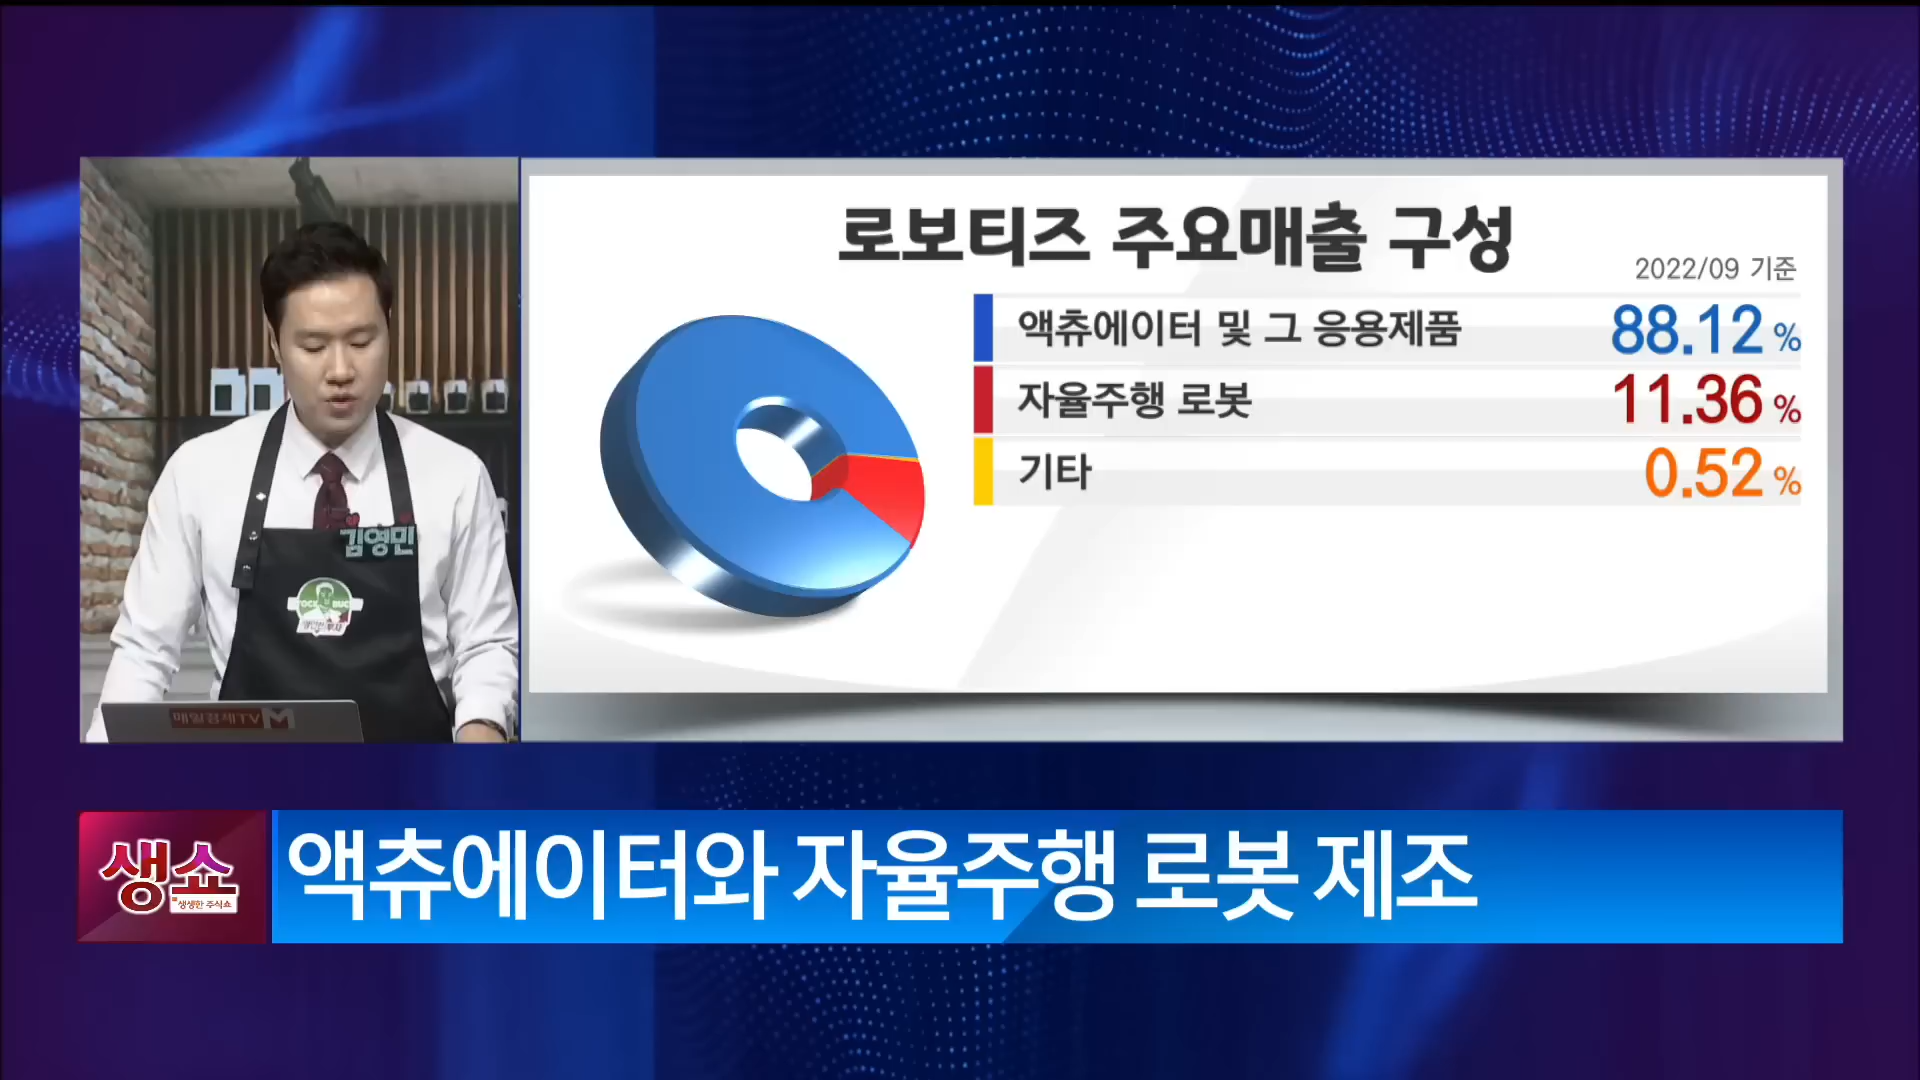 로보티즈 주요매출 구성
2022/09 기준
액츄에이터 및 그 응용제품 88.12 %
자율주행 로봇 11.36 %
기타 0.52 %
김영민
매일경제TV M
생쇼
생생한 주식쇼
액츄에이터와 자율주행 로봇 제조